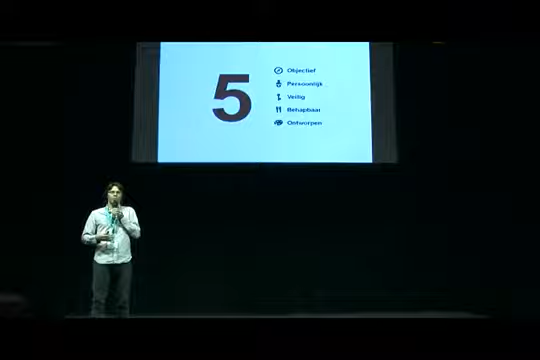 5
Objectief
Persoonlijk
Veilig
Behapbaar
Ontworpen